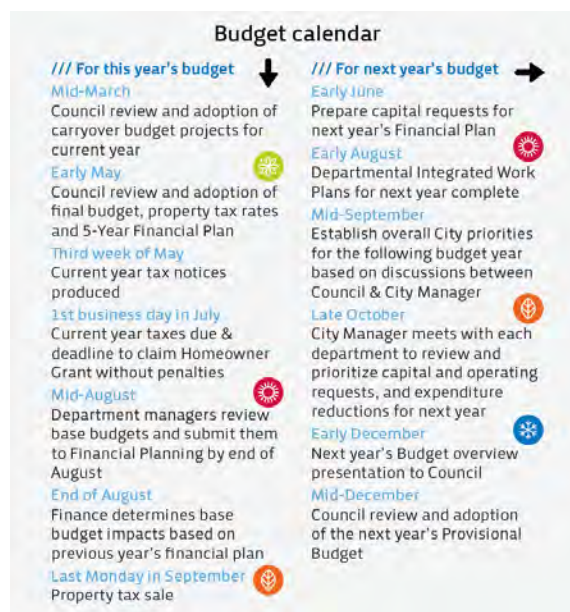 Budget calendar
/// For this year's budget
Mid-March
Council review and adoption of
carryover budget projects for
current year
Early May
Council review and adoption of
final budget, property tax rates
and 5-Year Financial Plan
Third week of May
Current year tax notices
produced
1st business day in July
Current year taxes due &
deadline to claim Homeowner
Grant without penalties
Mid-August
Department managers review
base budgets and submit them
to Financial Planning by end of
August
End of August
Finance determines base
budget impacts based on
previous year's financial plan
Last Monday in September
Property tax sale
/// For next year's budget
Early June
Prepare capital requests for
next year's Financial Plan
Early August
Departmental Integrated Work
Plans for next year complete
Mid-September
Establish overall City priorities
for the following budget year
based on discussions between
Council & City Manager
Late October
City Manager meets with each
department to review and
prioritize capital and operating
requests, and expenditure
reductions for next year
Early December
Next year's Budget overview
presentation to Council
Mid-December
Council review and adoption
of the next year's Provisional
Budget